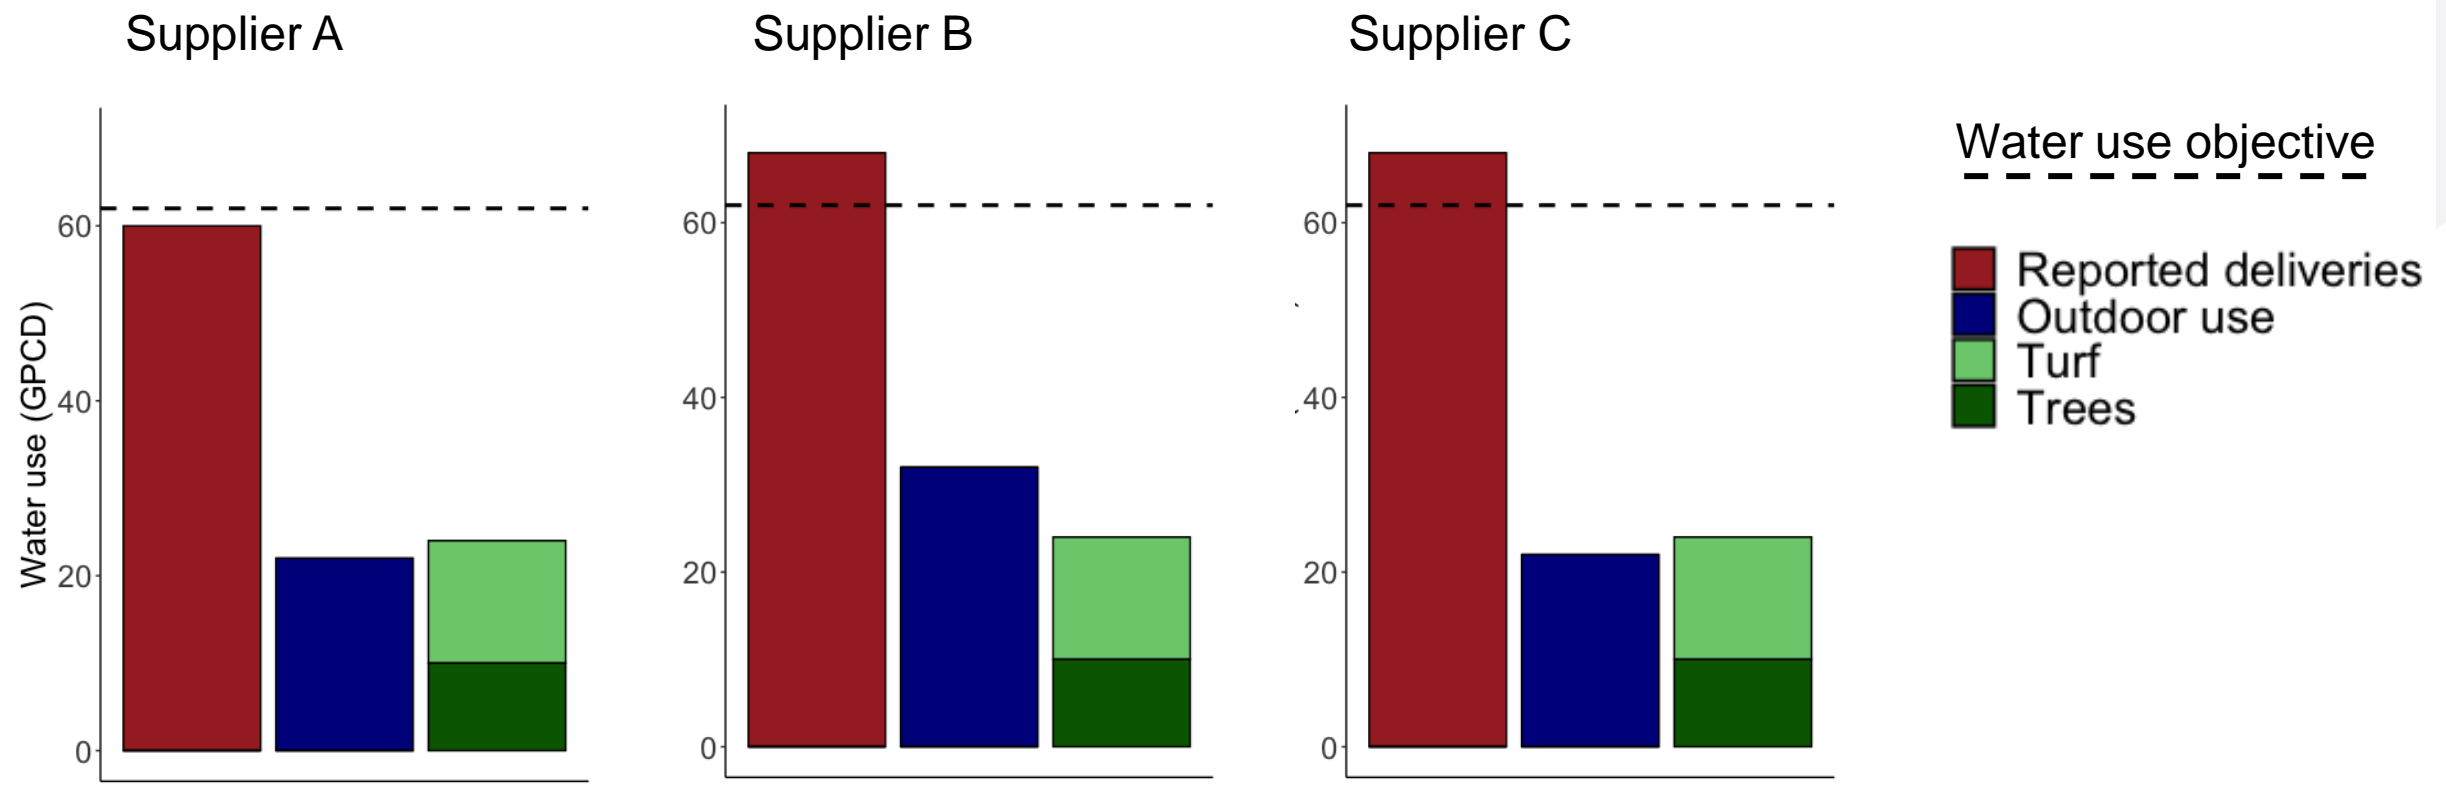 Supplier A
Supplier B
Supplier C
Water use (GPCD)
60
40
20
0
60
40
20
0
60
40
20
0
Water use objective
Reported deliveries
Outdoor use
Turf
Trees